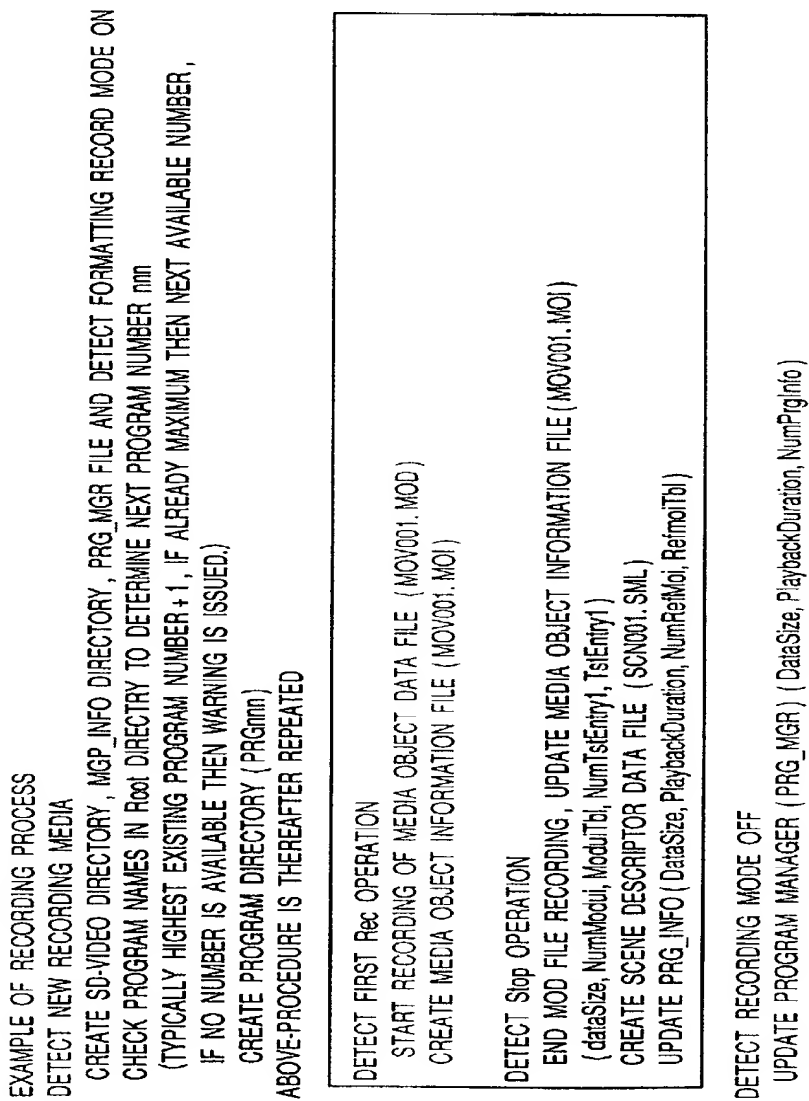 EXAMPLE OF RECORDING PROCESS
DETECT NEW RECORDING MEDIA
CREATE SD-VIDEO DIRECTORY, MGP_INFO DIRECTORY, PRG_MGR FILE AND DETECT FORMATTING RECORD MODE ON
CHECK PROGRAM NAMES IN Root DIRECTRY TO DETERMINE NEXT PROGRAM NUMBER nnn
(TYPICALLY HIGHEST EXISTING PROGRAM NUMBER+1, IF ALREADY MAXIMUM THEN NEXT AVAILABLE NUMBER,
IF NO NUMBER IS AVAILABLE THEN WARNING IS ISSUED.)
CREATE PROGRAM DIRECTORY (PRGnnn)
ABOVE-PROCEDURE IS THEREAFTER REPEATED
DETECT FIRST Rec OPERATION
START RECORDING OF MEDIA OBJECT DATA FILE (MOV001.MOD)
CREATE MEDIA OBJECT INFORMATION FILE (MOV001.MOI)
DETECT Stop OPERATION
END MOD FILE RECORDING, UPDATE MEDIA OBJECT INFORMATION FILE (MOV001.MOI)
(dataSize, NumModui, ModuiTbl, NumTstEntry1, TsTEntry1)
CREATE SCENE DESCRIPTOR DATA FILE (SCN001.SML)
UPDATE PRG_INFO (DataSize, PlaybackDuration, NumRefMoi, RefmoiTbl)
DETECT RECORDING MODE OFF
UPDATE PROGRAM MANAGER (PRG_MGR) (DataSize, PlaybackDuration, NumPrgInfo)